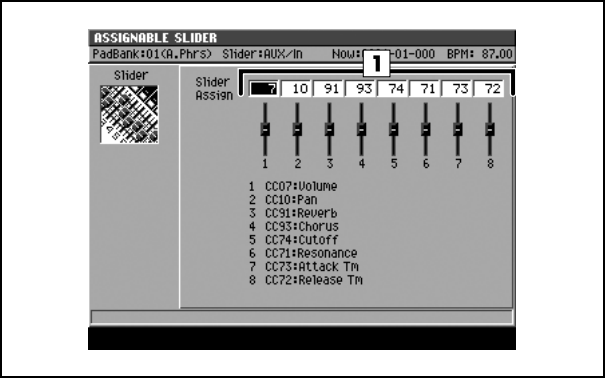 ASSIGNABLE SLIDER
PadBank:01(A.Phrs) Slider:AUX/In Now: -01-000 BPM: 87.00
1
Slider
Slider Assign 7 10 91 93 74 71 73 72
1 2 3 4 5 6 7 8
1 CC07:Volume
2 CC10:Pan
3 CC91:Reverb
4 CC93:Chorus
5 CC74:Cutoff
6 CC71:Resonance
7 CC73:Attack Tm
8 CC72:Release Tm